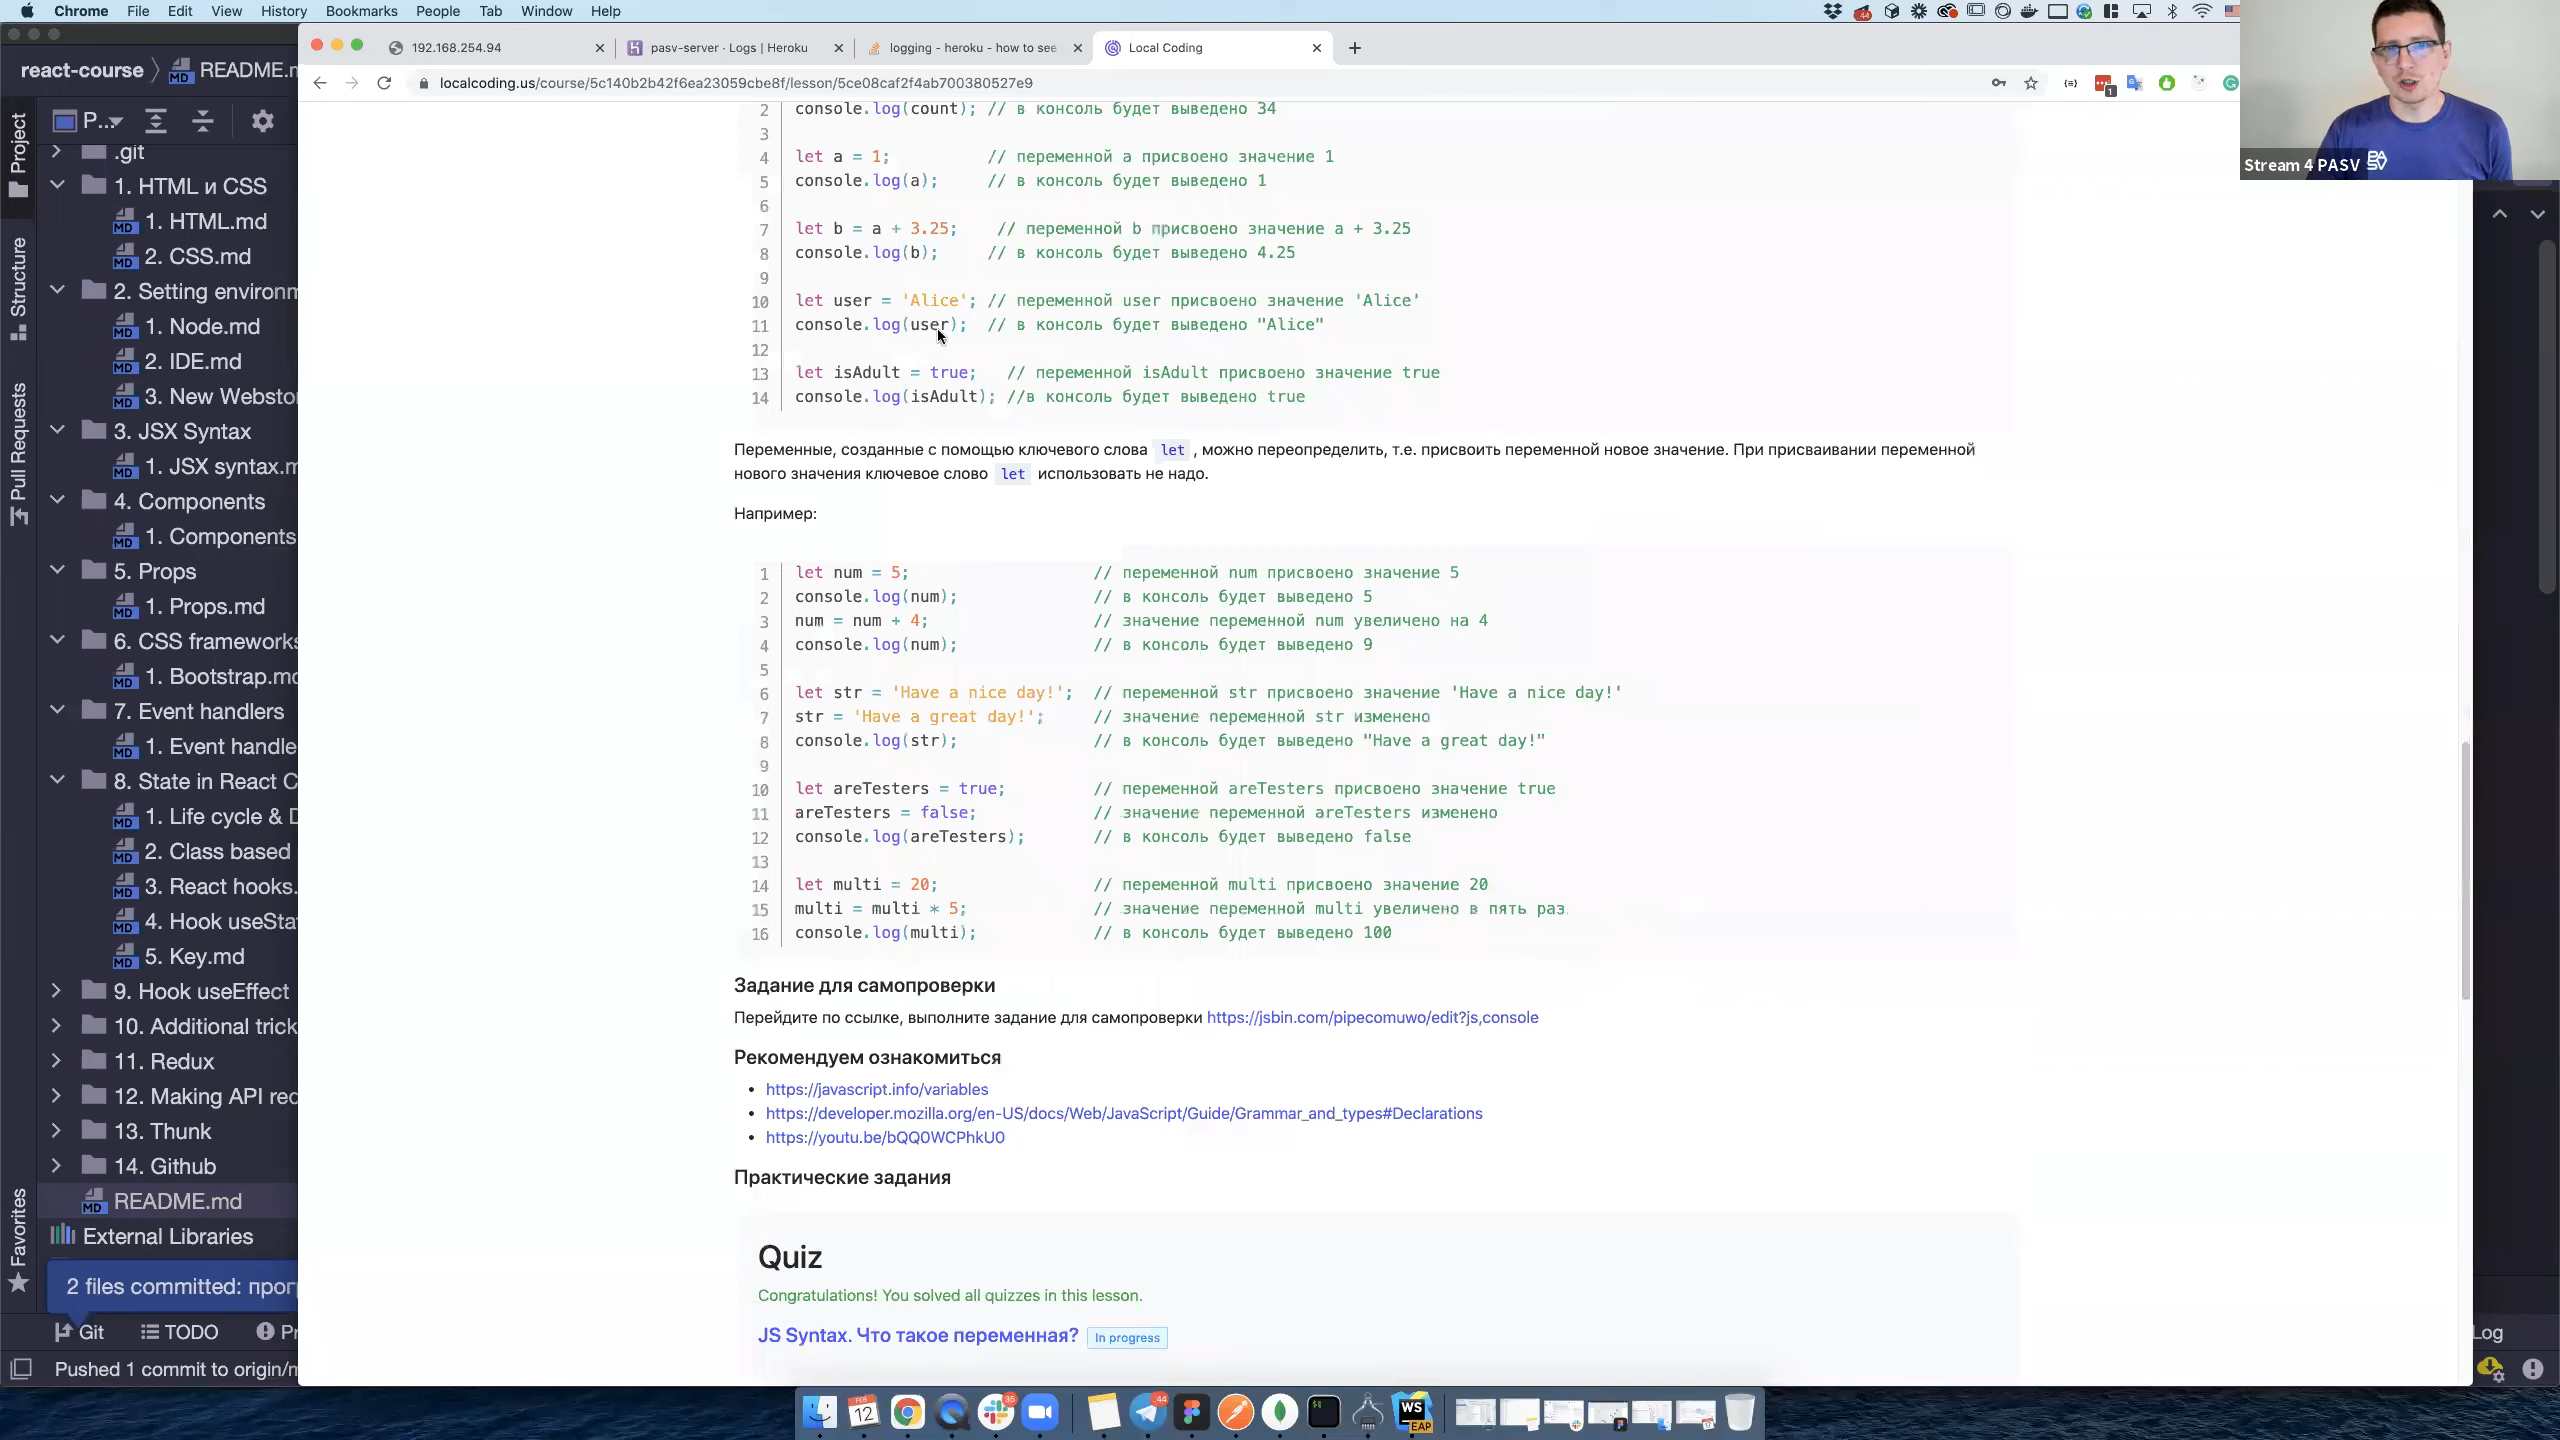 Chrome File Edit View History Bookmarks People Tab Window Help
192.168.254.94
pasv-server · Logs | Heroku
logging - heroku - how to see
Local Coding
localcoding.us/course/5c140b2b42f6ea23059cbe8f/lesson/5ce08caf2f4ab700380527e9
Stream 4 PASV
react-course
README.m
P...
Project
Structure
Pull Requests
Favorites
.git
1. HTML и CSS
1. HTML.md
2. CSS.md
2. Setting environm
1. Node.md
2. IDE.md
3. New Websto
3. JSX Syntax
1. JSX syntax.m
4. Components
1. Components
5. Props
1. Props.md
6. CSS frameworks
1. Bootstrap.md
7. Event handlers
1. Event handle
8. State in React C
1. Life cycle & D
2. Class based
3. React hooks.
4. Hook useSta
5. Key.md
9. Hook useEffect
10. Additional trick
11. Redux
12. Making API req
13. Thunk
14. Github
README.md
External Libraries
2 files committed: прог
Git TODO Pr
Log
Pushed 1 commit to origin/m
2 console.log(count); // в консоль будет выведено 34
3
4 let a = 1; // переменной a присвоено значение 1
5 console.log(a); // в консоль будет выведено 1
6
7 let b = a + 3.25; // переменной b присвоено значение a + 3.25
8 console.log(b); // в консоль будет выведено 4.25
9
10 let user = 'Alice'; // переменной user присвоено значение 'Alice'
11 console.log(user); // в консоль будет выведено "Alice"
12
13 let isAdult = true; // переменной isAdult присвоено значение true
14 console.log(isAdult); //в консоль будет выведено true
Переменные, созданные с помощью ключевого слова let , можно переопределить, т.е. присвоить переменной новое значение. При присваивании переменной
нового значения ключевое слово let использовать не надо.
Например:
1 let num = 5; // переменной num присвоено значение 5
2 console.log(num); // в консоль будет выведено 5
3 num = num + 4; // значение переменной num увеличено на 4
4 console.log(num); // в консоль будет выведено 9
5
6 let str = 'Have a nice day!'; // переменной str присвоено значение 'Have a nice day!'
7 str = 'Have a great day!'; // значение переменной str изменено
8 console.log(str); // в консоль будет выведено "Have a great day!"
9
10 let areTesters = true; // переменной areTesters присвоено значение true
11 areTesters = false; // значение переменной areTesters изменено
12 console.log(areTesters); // в консоль будет выведено false
13
14 let multi = 20; // переменной multi присвоено значение 20
15 multi = multi * 5; // значение переменной multi увеличено в пять раз
16 console.log(multi); // в консоль будет выведено 100
Задание для самопроверки
Перейдите по ссылке, выполните задание для самопроверки https://jsbin.com/pipecomuwo/edit?js,console
Рекомендуем ознакомиться
• https://javascript.info/variables
• https://developer.mozilla.org/en-US/docs/Web/JavaScript/Guide/Grammar_and_types#Declarations
• https://youtu.be/bQQ0WCPhkU0
Практические задания
Quiz
Congratulations! You solved all quizzes in this lesson.
JS Syntax. Что такое переменная? In progress
12
35
44
WS
EAP